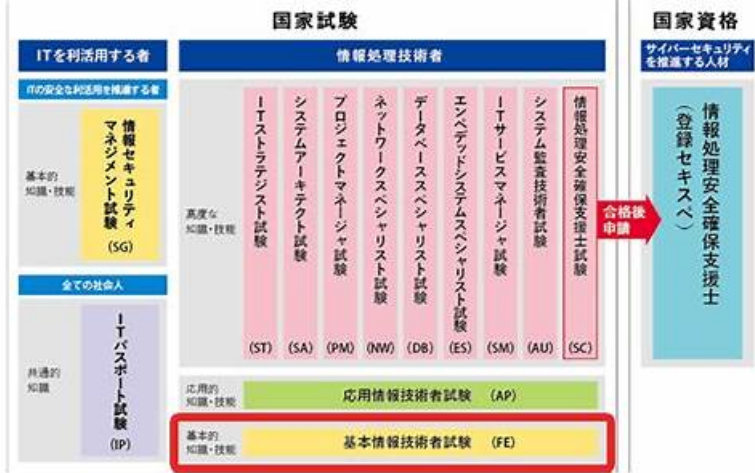 国家試験
国家資格
ITを利活用する者
情報処理技術者
サイバーセキュリティ
を推進する人材
ITの安全な利活用を推進する者
基本的
知識・技能
情報セキュリティ
マネジメント試験
(SG)
全ての社会人
共通的
知識
ITパスポート試験
(IP)
高度な
知識・技能
ITストラテジスト試験
(ST)
システムアーキテクト試験
(SA)
プロジェクトマネージャ試験
(PM)
ネットワークスペシャリスト試験
(NW)
データベーススペシャリスト試験
(DB)
エンベデッドシステムスペシャリスト試験
(ES)
ITサービスマネージャ試験
(SM)
システム監査技術者試験
(AU)
情報処理安全確保支援士試験
(SC)
合格後
申請
情報処理安全確保支援士
(登録セキスペ)
応用的
知識・技能
応用情報技術者試験 (AP)
基本的
知識・技能
基本情報技術者試験 (FE)